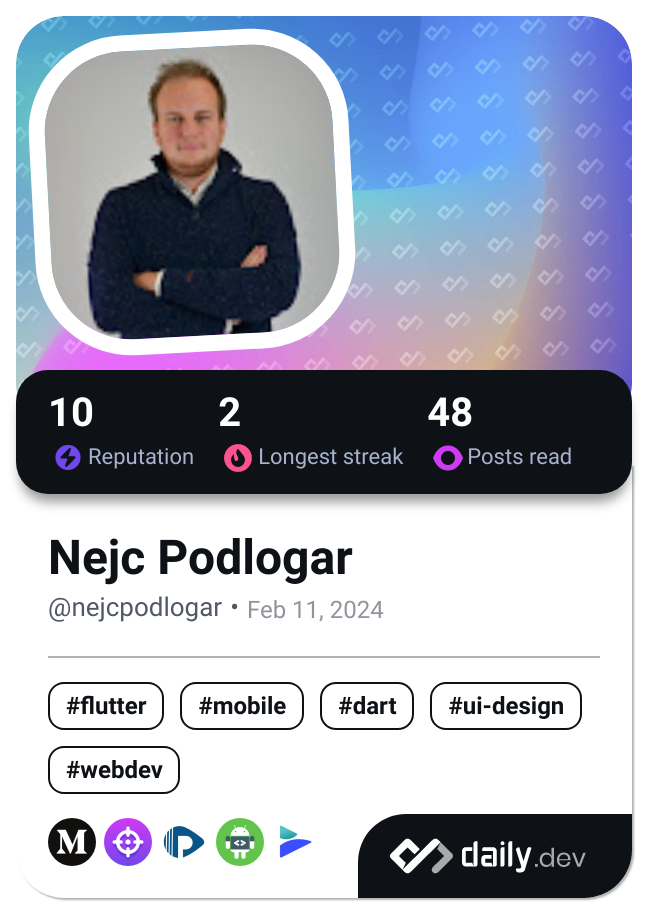 10 2 48
Reputation Longest streak Posts read
Nejc Podlogar
@nejcpodlogar • Feb 11, 2024
#flutter #mobile #dart #ui-design
#webdev
M
daily.dev